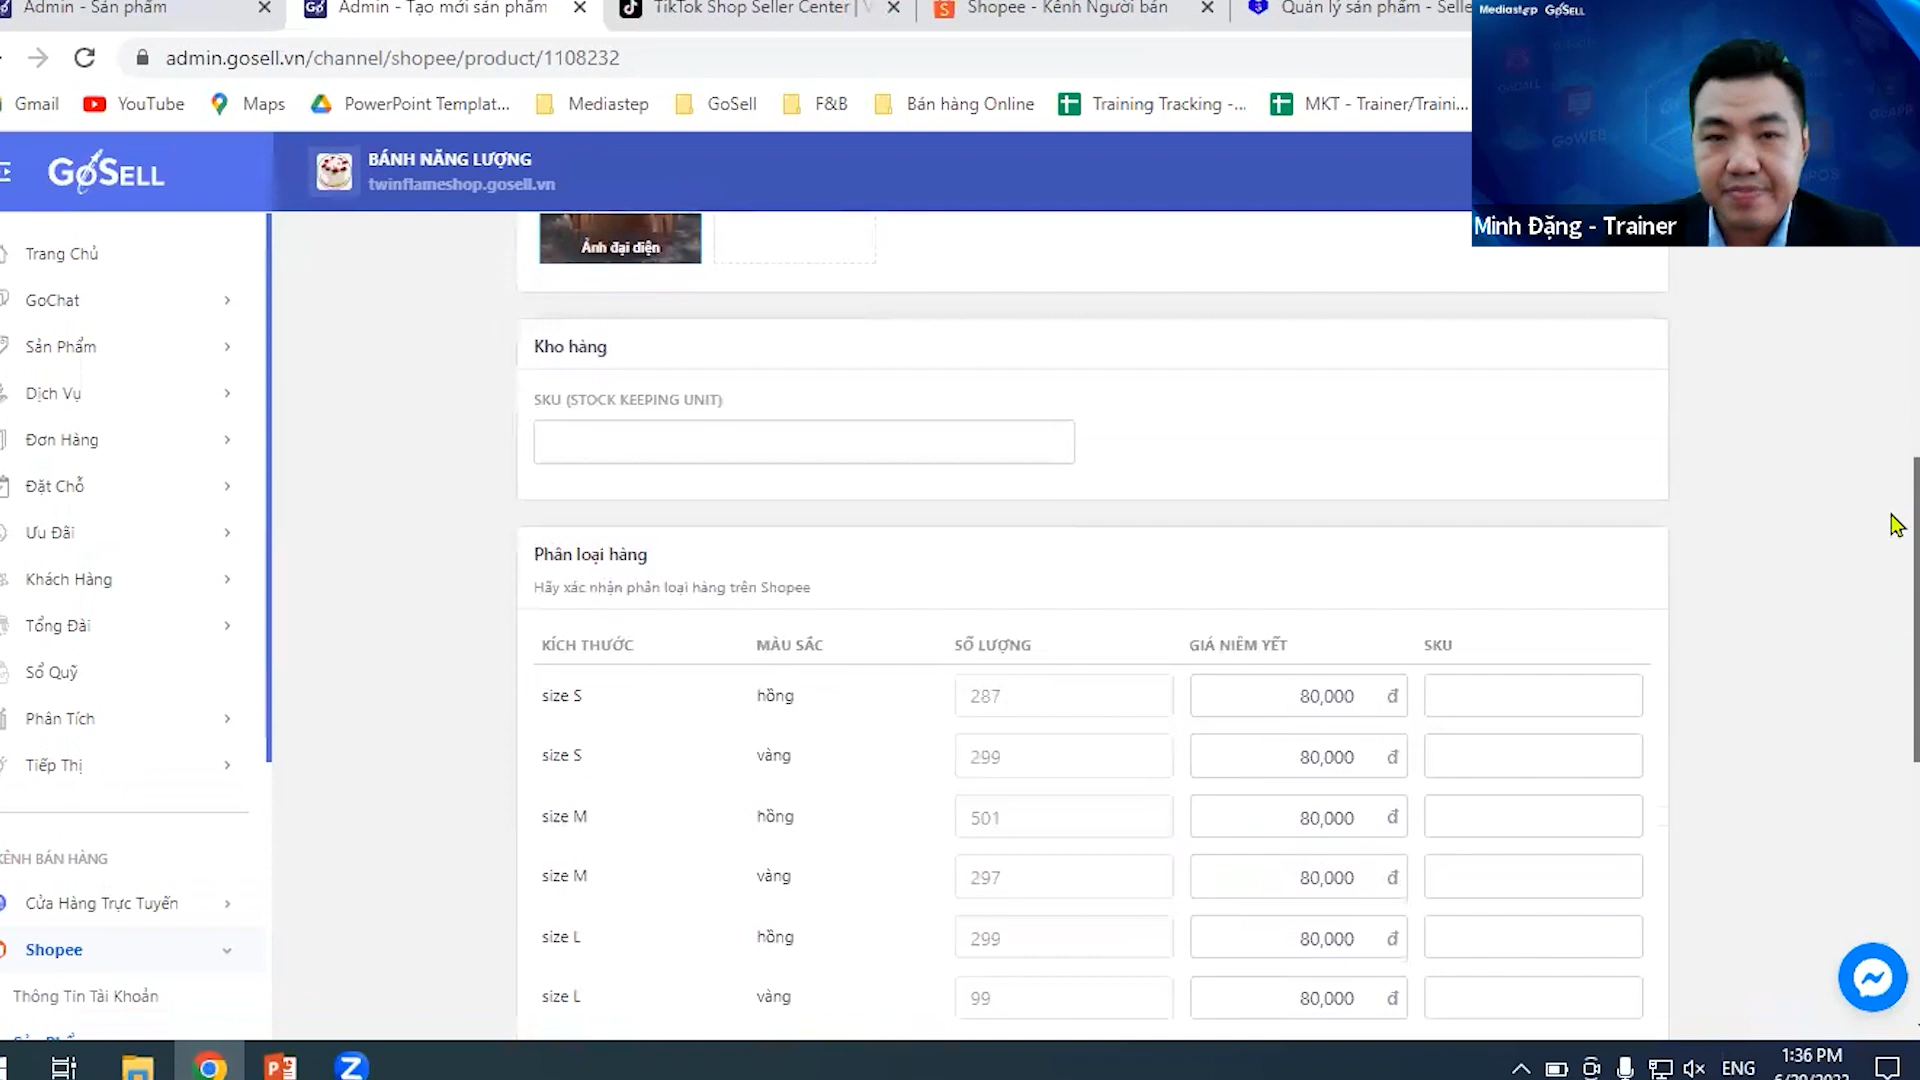 Admin - Sản phẩm
Admin - Tạo mới sản phẩm
TikTok Shop Seller Center | V
Shopee - Kênh Người bán
Quản lý sản phẩm - Selle
admin.gosell.vn/channel/shopee/product/1108232
Gmail
YouTube
Maps
PowerPoint Templat...
Mediastep
GoSell
F&B
Bán hàng Online
Training Tracking -...
MKT - Trainer/Traini...
Mediastep GoSELL
GoWEB
Minh Đặng - Trainer
GoSELL
BÁNH NĂNG LƯỢNG
twinflameshop.gosell.vn
Trang Chủ
GoChat
Sản Phẩm
Dịch Vụ
Đơn Hàng
Đặt Chỗ
Ưu Đãi
Khách Hàng
Tổng Đài
Sổ Quỹ
Phân Tích
Tiếp Thị
KÊNH BÁN HÀNG
Cửa Hàng Trực Tuyến
Shopee
Thông Tin Tài Khoản
Ảnh đại diện
Kho hàng
SKU (STOCK KEEPING UNIT)
Phân loại hàng
Hãy xác nhận phân loại hàng trên Shopee
KÍCH THƯỚC MÀU SẮC SỐ LƯỢNG GIÁ NIÊM YẾT SKU
size S hồng 287 80,000 đ
size S vàng 299 80,000 đ
size M hồng 501 80,000 đ
size M vàng 297 80,000 đ
size L hồng 299 80,000 đ
size L vàng 99 80,000 đ
ENG
1:36 PM